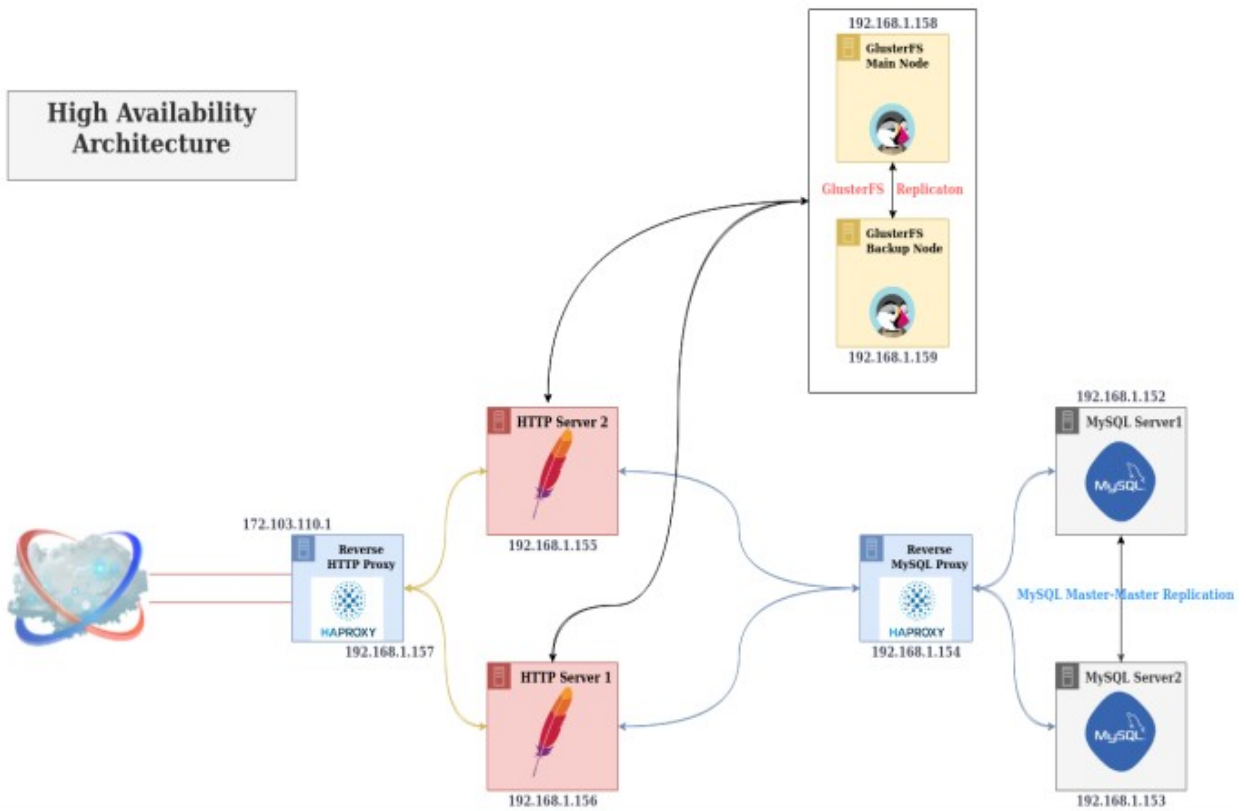 High Availability
Architecture
192.168.1.158
GlusterFS
Main Node
GlusterFS Replicaton
GlusterFS
Backup Node
192.168.1.159
HTTP Server 2
192.168.1.155
192.168.1.152
MySQL Server1
MySQL
172.103.110.1
Reverse
HTTP Proxy
HAPROXY
192.168.1.157
Reverse
MySQL Proxy
HAPROXY
192.168.1.154
MySQL Master-Master Replication
HTTP Server 1
192.168.1.156
MySQL Server2
MySQL
192.168.1.153